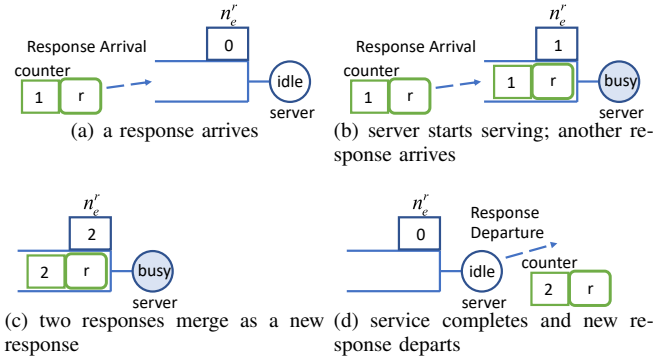 n_e^r
0
Response Arrival
counter
1 r
idle
server
(a) a response arrives
n_e^r
1
Response Arrival
counter
1 r
1 r
busy
server
(b) server starts serving; another re-
sponse arrives
n_e^r
2
2 r
busy
server
(c) two responses merge as a new
response
n_e^r
0
Response
Departure
idle
counter
server
2 r
(d) service completes and new re-
sponse departs